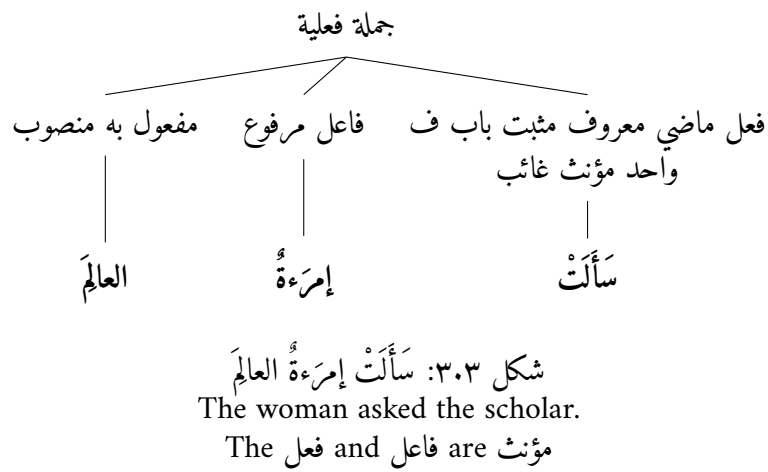 جملة فعلية
فعل ماضي معروف مثبت باب ف
واحد مؤنث غائب
فاعل مرفوع
مفعول به منصوب
سَأَلَتْ
إمرَءةٌ
العالِمَ
شكل ٣.٣: سَأَلَتْ إمرَءةٌ العالِمَ
The woman asked the scholar.
The فعل and فاعل are مؤنث